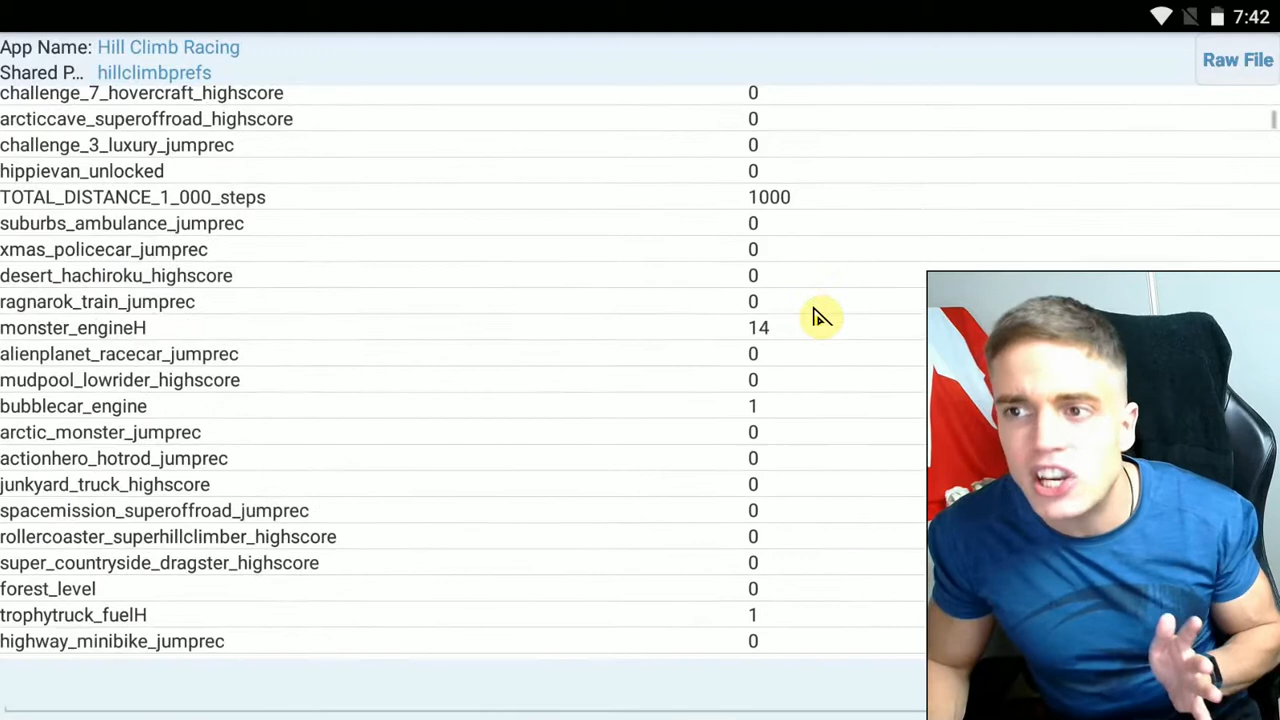 7:42
App Name: Hill Climb Racing
Raw File
Shared P... hillclimbprefs
challenge_7_hovercraft_highscore 0
arcticcave_superoffroad_highscore 0
challenge_3_luxury_jumprec 0
hippievan_unlocked 0
TOTAL_DISTANCE_1_000_steps 1000
suburbs_ambulance_jumprec 0
xmas_policecar_jumprec 0
desert_hachiroku_highscore 0
ragnarok_train_jumprec 0
monster_engineH 14
alienplanet_racecar_jumprec 0
mudpool_lowrider_highscore 0
bubblecar_engine 1
arctic_monster_jumprec 0
actionhero_hotrod_jumprec 0
junkyard_truck_highscore 0
spacemission_superoffroad_jumprec 0
rollercoaster_superhillclimber_highscore 0
super_countryside_dragster_highscore 0
forest_level 0
trophytruck_fuelH 1
highway_minibike_jumprec 0